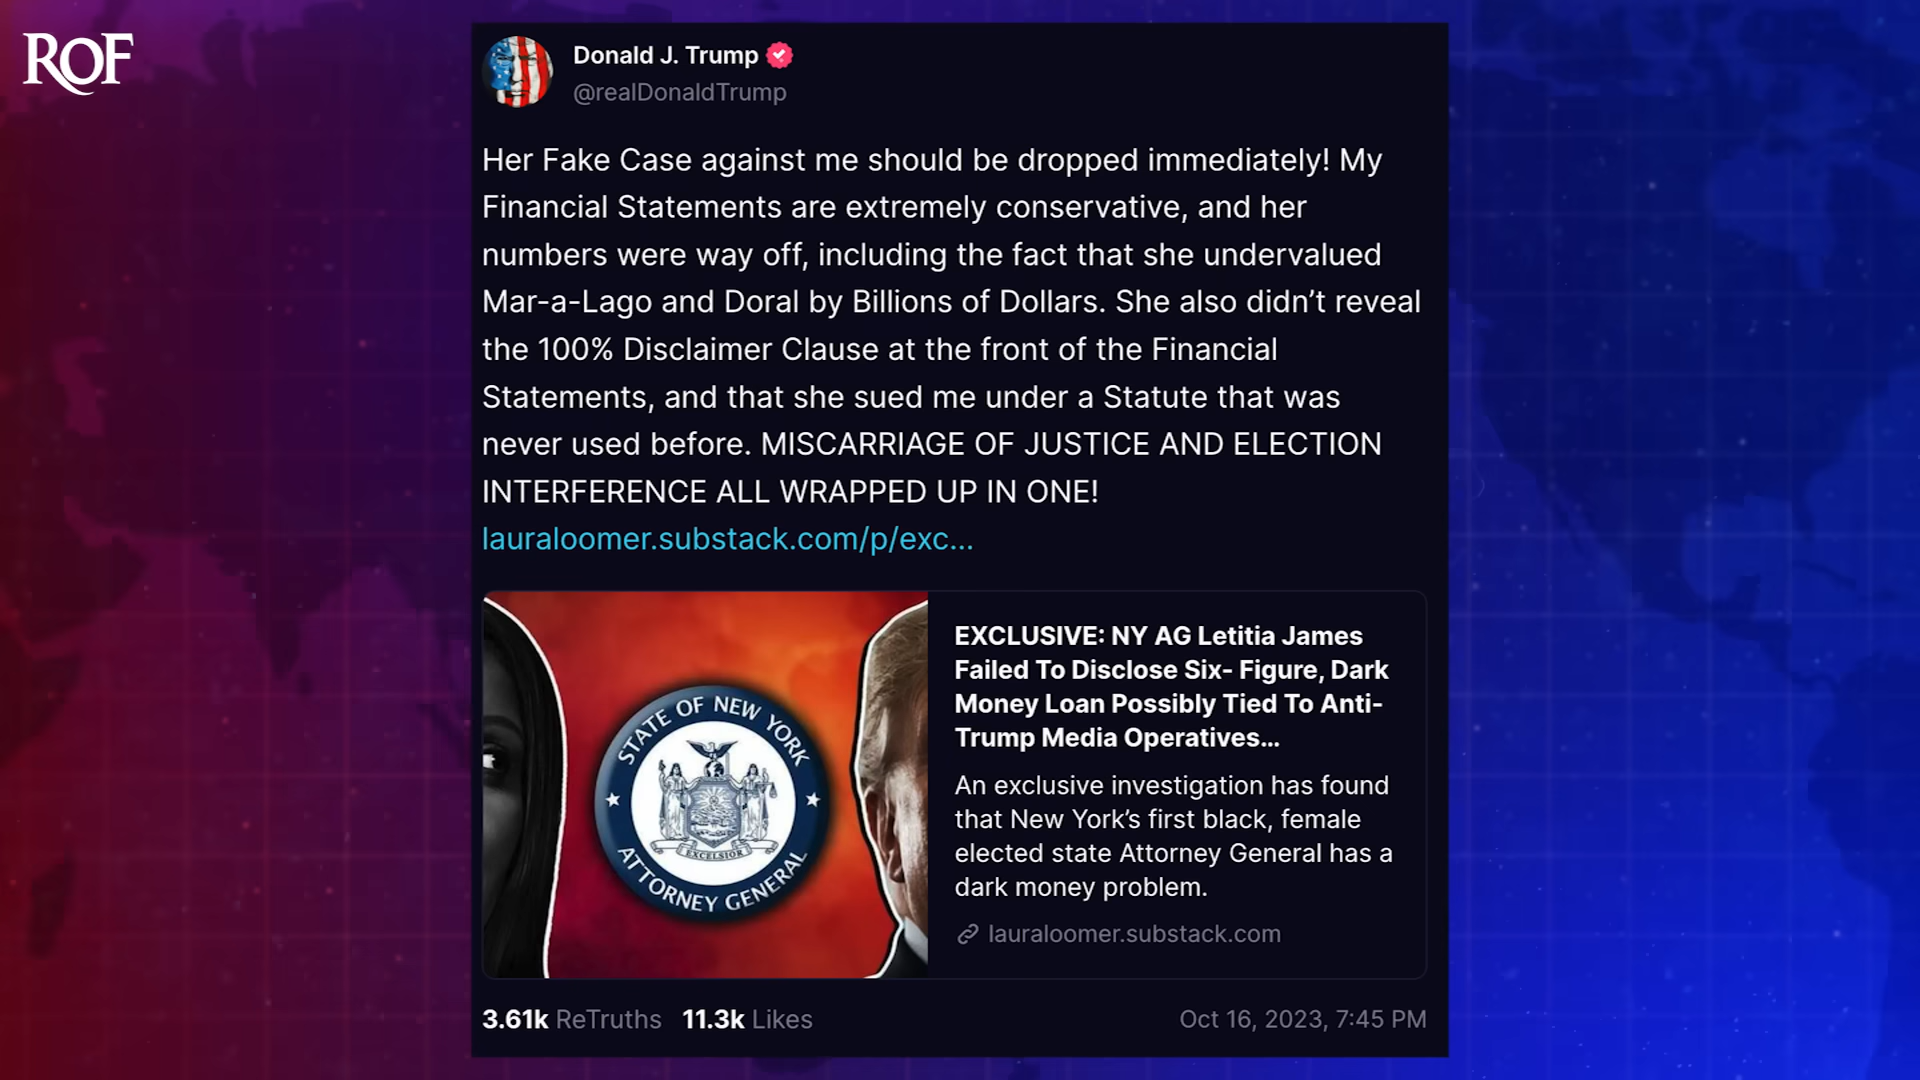 ROF
Donald J. Trump
@realDonaldTrump
Her Fake Case against me should be dropped immediately! My
Financial Statements are extremely conservative, and her
numbers were way off, including the fact that she undervalued
Mar-a-Lago and Doral by Billions of Dollars. She also didn’t reveal
the 100% Disclaimer Clause at the front of the Financial
Statements, and that she sued me under a Statute that was
never used before. MISCARRIAGE OF JUSTICE AND ELECTION
INTERFERENCE ALL WRAPPED UP IN ONE!
lauraloomer.substack.com/p/exc...
STATE OF NEW YORK
EXCELSIOR
ATTORNEY GENERAL
EXCLUSIVE: NY AG Letitia James
Failed To Disclose Six- Figure, Dark
Money Loan Possibly Tied To Anti-
Trump Media Operatives...
An exclusive investigation has found
that New York’s first black, female
elected state Attorney General has a
dark money problem.
lauraloomer.substack.com
3.61k ReTruths 11.3k Likes
Oct 16, 2023, 7:45 PM